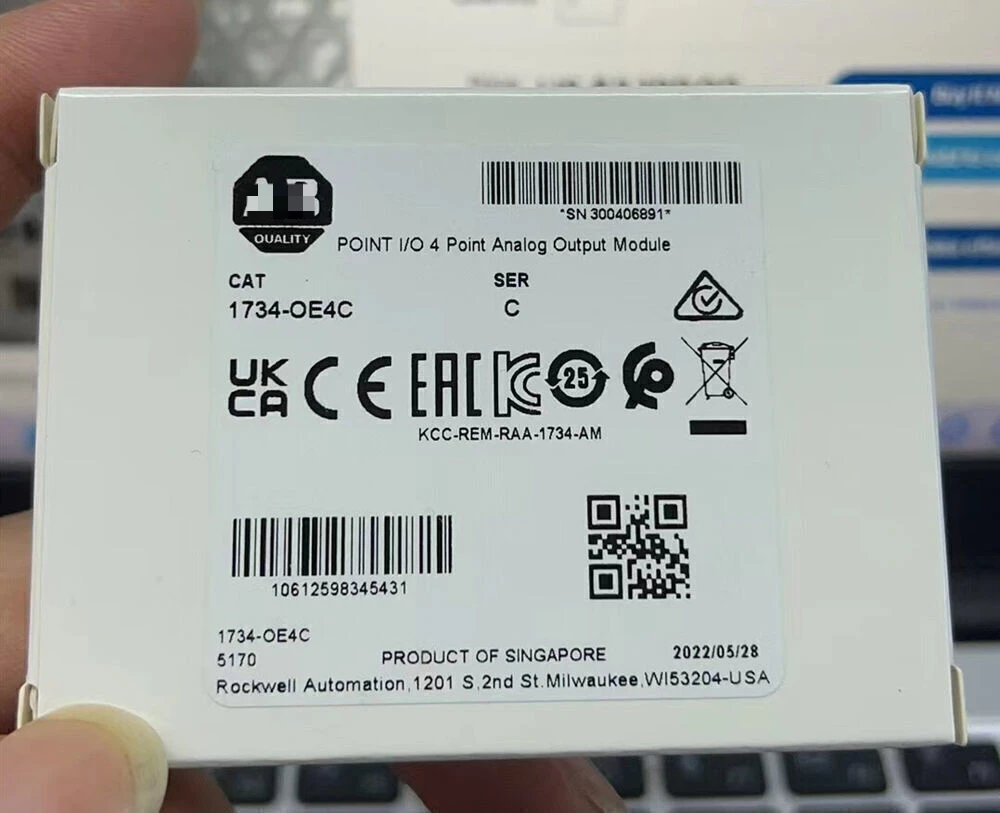 *SN 300406891*
QUALITY
POINT I/O 4 Point Analog Output Module
CAT
SER
1734-OE4C
C
UK
CA
CE
EAC
25
KCC-REM-RAA-1734-AM
10612598345431
1734-OE4C
5170
PRODUCT OF SINGAPORE
2022/05/28
Rockwell Automation,1201 S,2nd St.Milwaukee,WI53204-USA